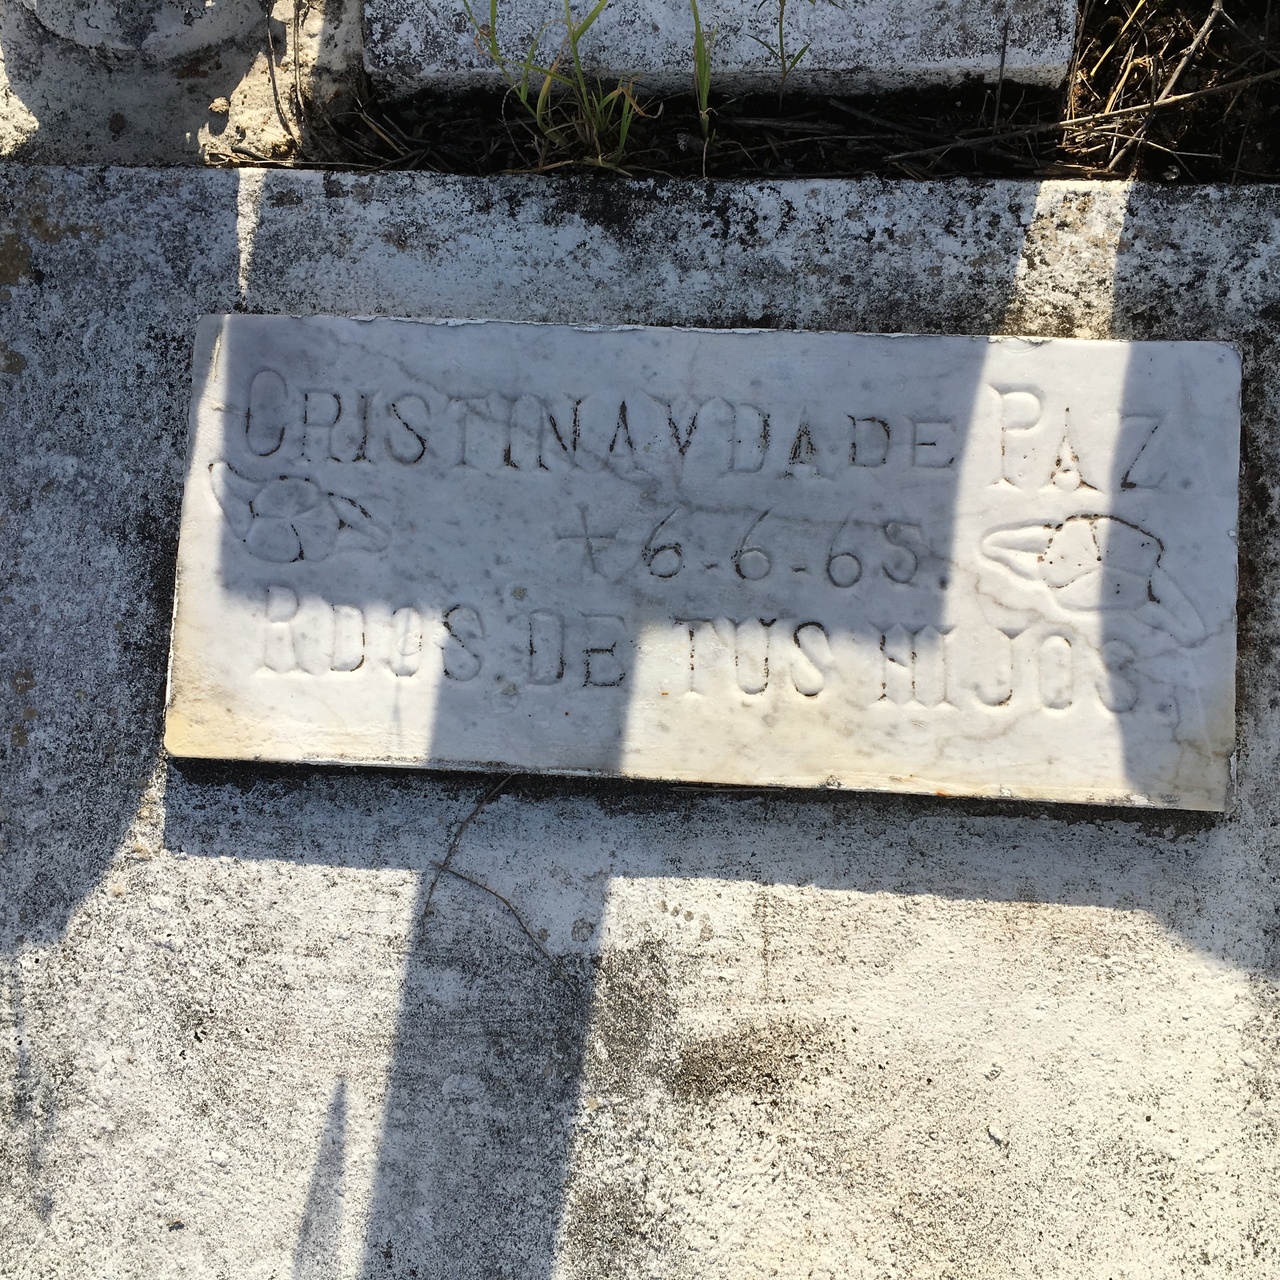 CRISTINA VDA DE PAZ.
+ 6-6-65.
RDOS. DE TUS HIJOS.